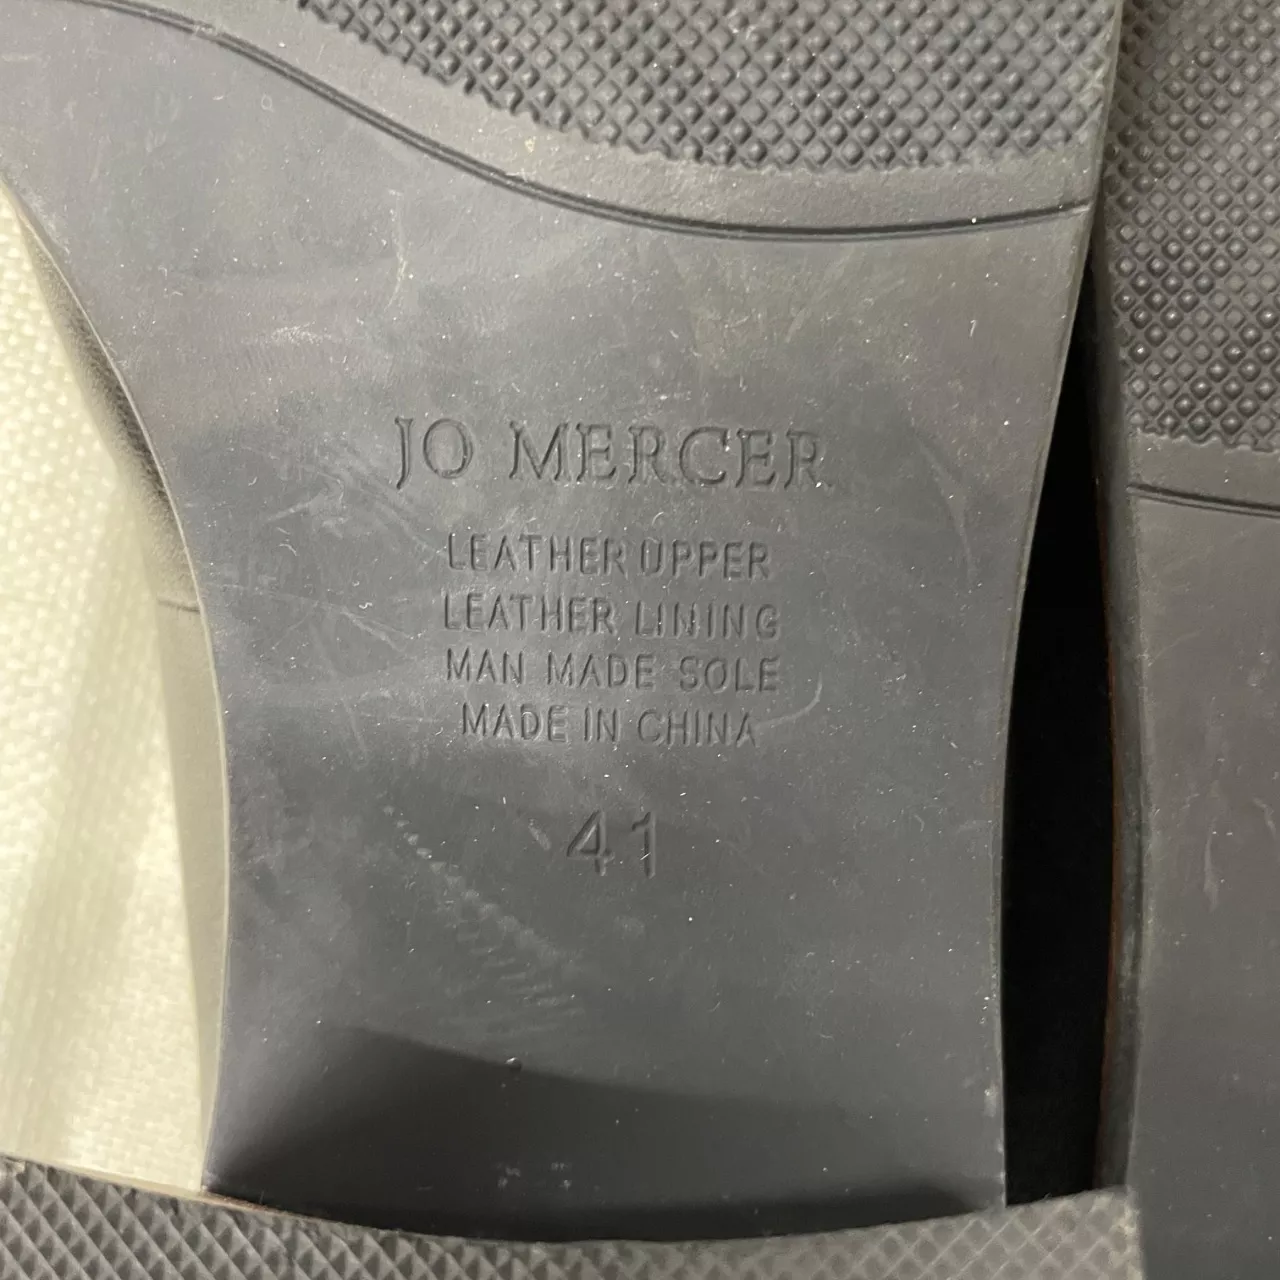 JO MERCER
LEATHER UPPER
LEATHER LINING
MAN MADE SOLE
MADE IN CHINA
41